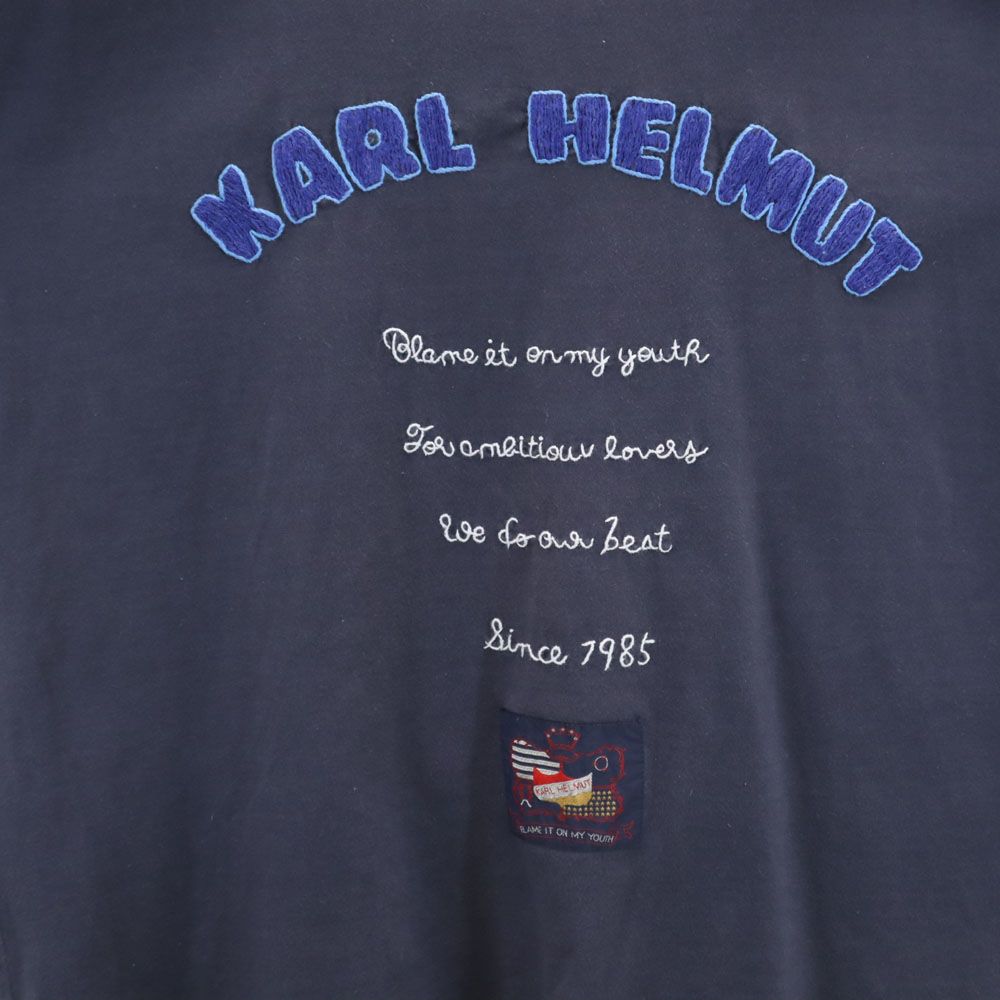 KARL HELMUT
Blame it on my youth
For ambitious lovers
We do our best
Since 1985
KARL HELMUT
BLAME IT ON MY YOUTH